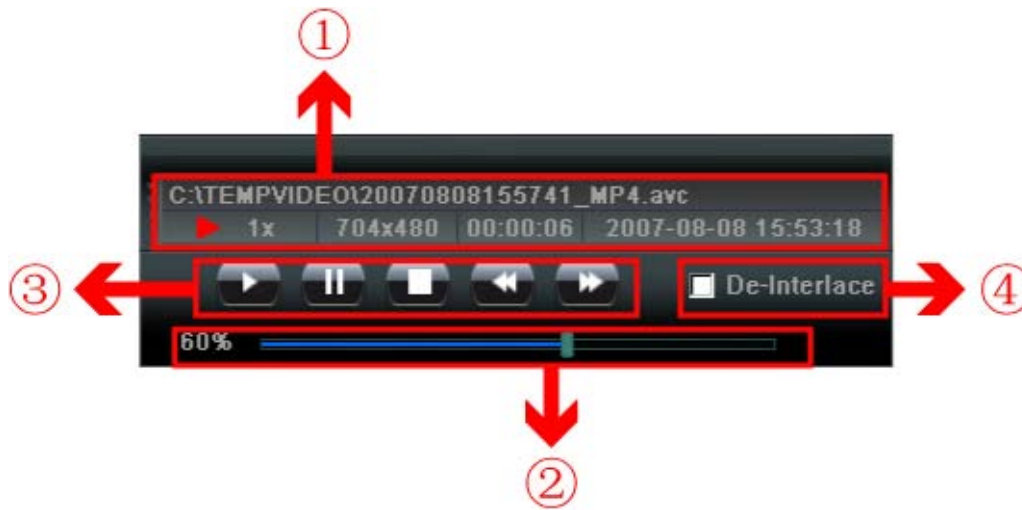 ①
C:\TEMPVIDEO\20070808155741_MP4.avc
1x 704x480 00:00:06 2007-08-08 15:53:18
③
De-Interlace
④
60%
②